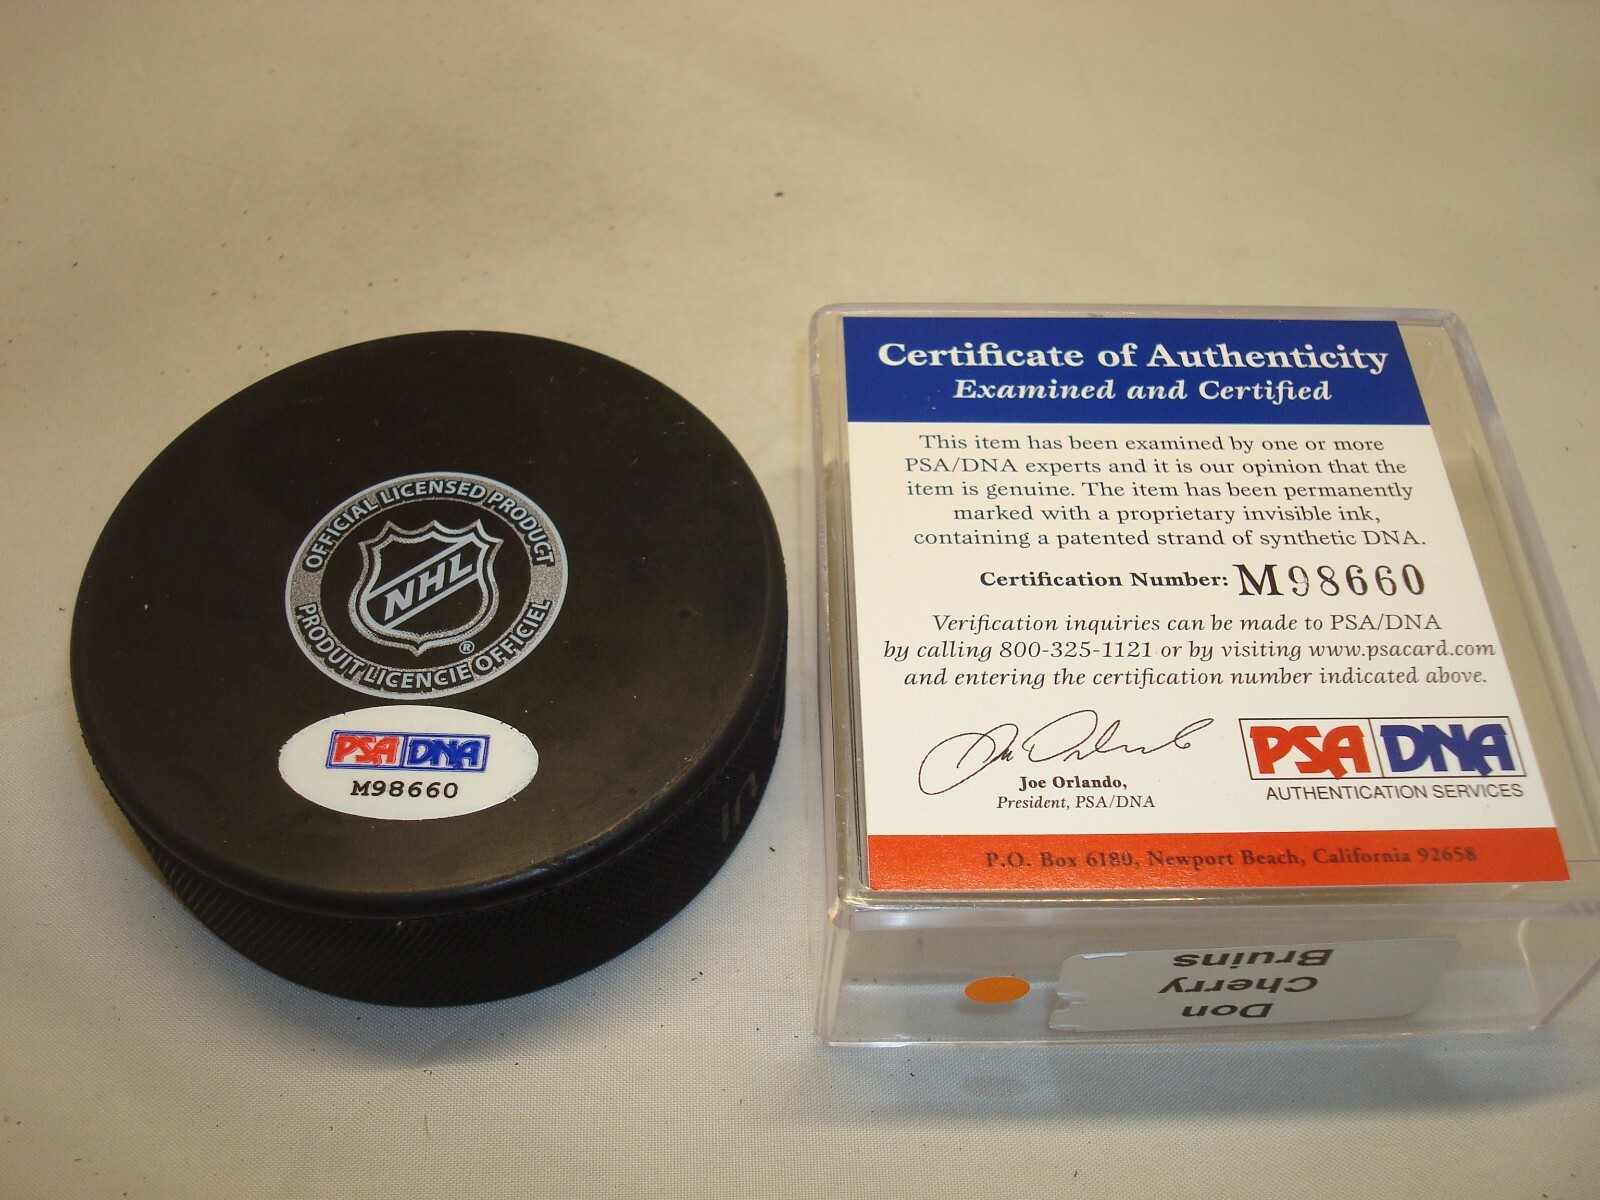 OFFICIAL LICENSED PRODUCT
NHL
®
PRODUIT LICENCIE OFFICIEL
PSA DNA
M98660
Certificate of Authenticity
Examined and Certified
This item has been examined by one or more
PSA/DNA experts and it is our opinion that the
item is genuine. The item has been permanently
marked with a proprietary invisible ink,
containing a patented strand of synthetic DNA.
Certification Number: M98660
Verification inquiries can be made to PSA/DNA
by calling 800-325-1121 or by visiting www.psacard.com
and entering the certification number indicated above.
Joe Orlando,
President, PSA/DNA
PSA DNA
AUTHENTICATION SERVICES
P.O. Box 6180, Newport Beach, California 92658
Don
Cherry
Bruins